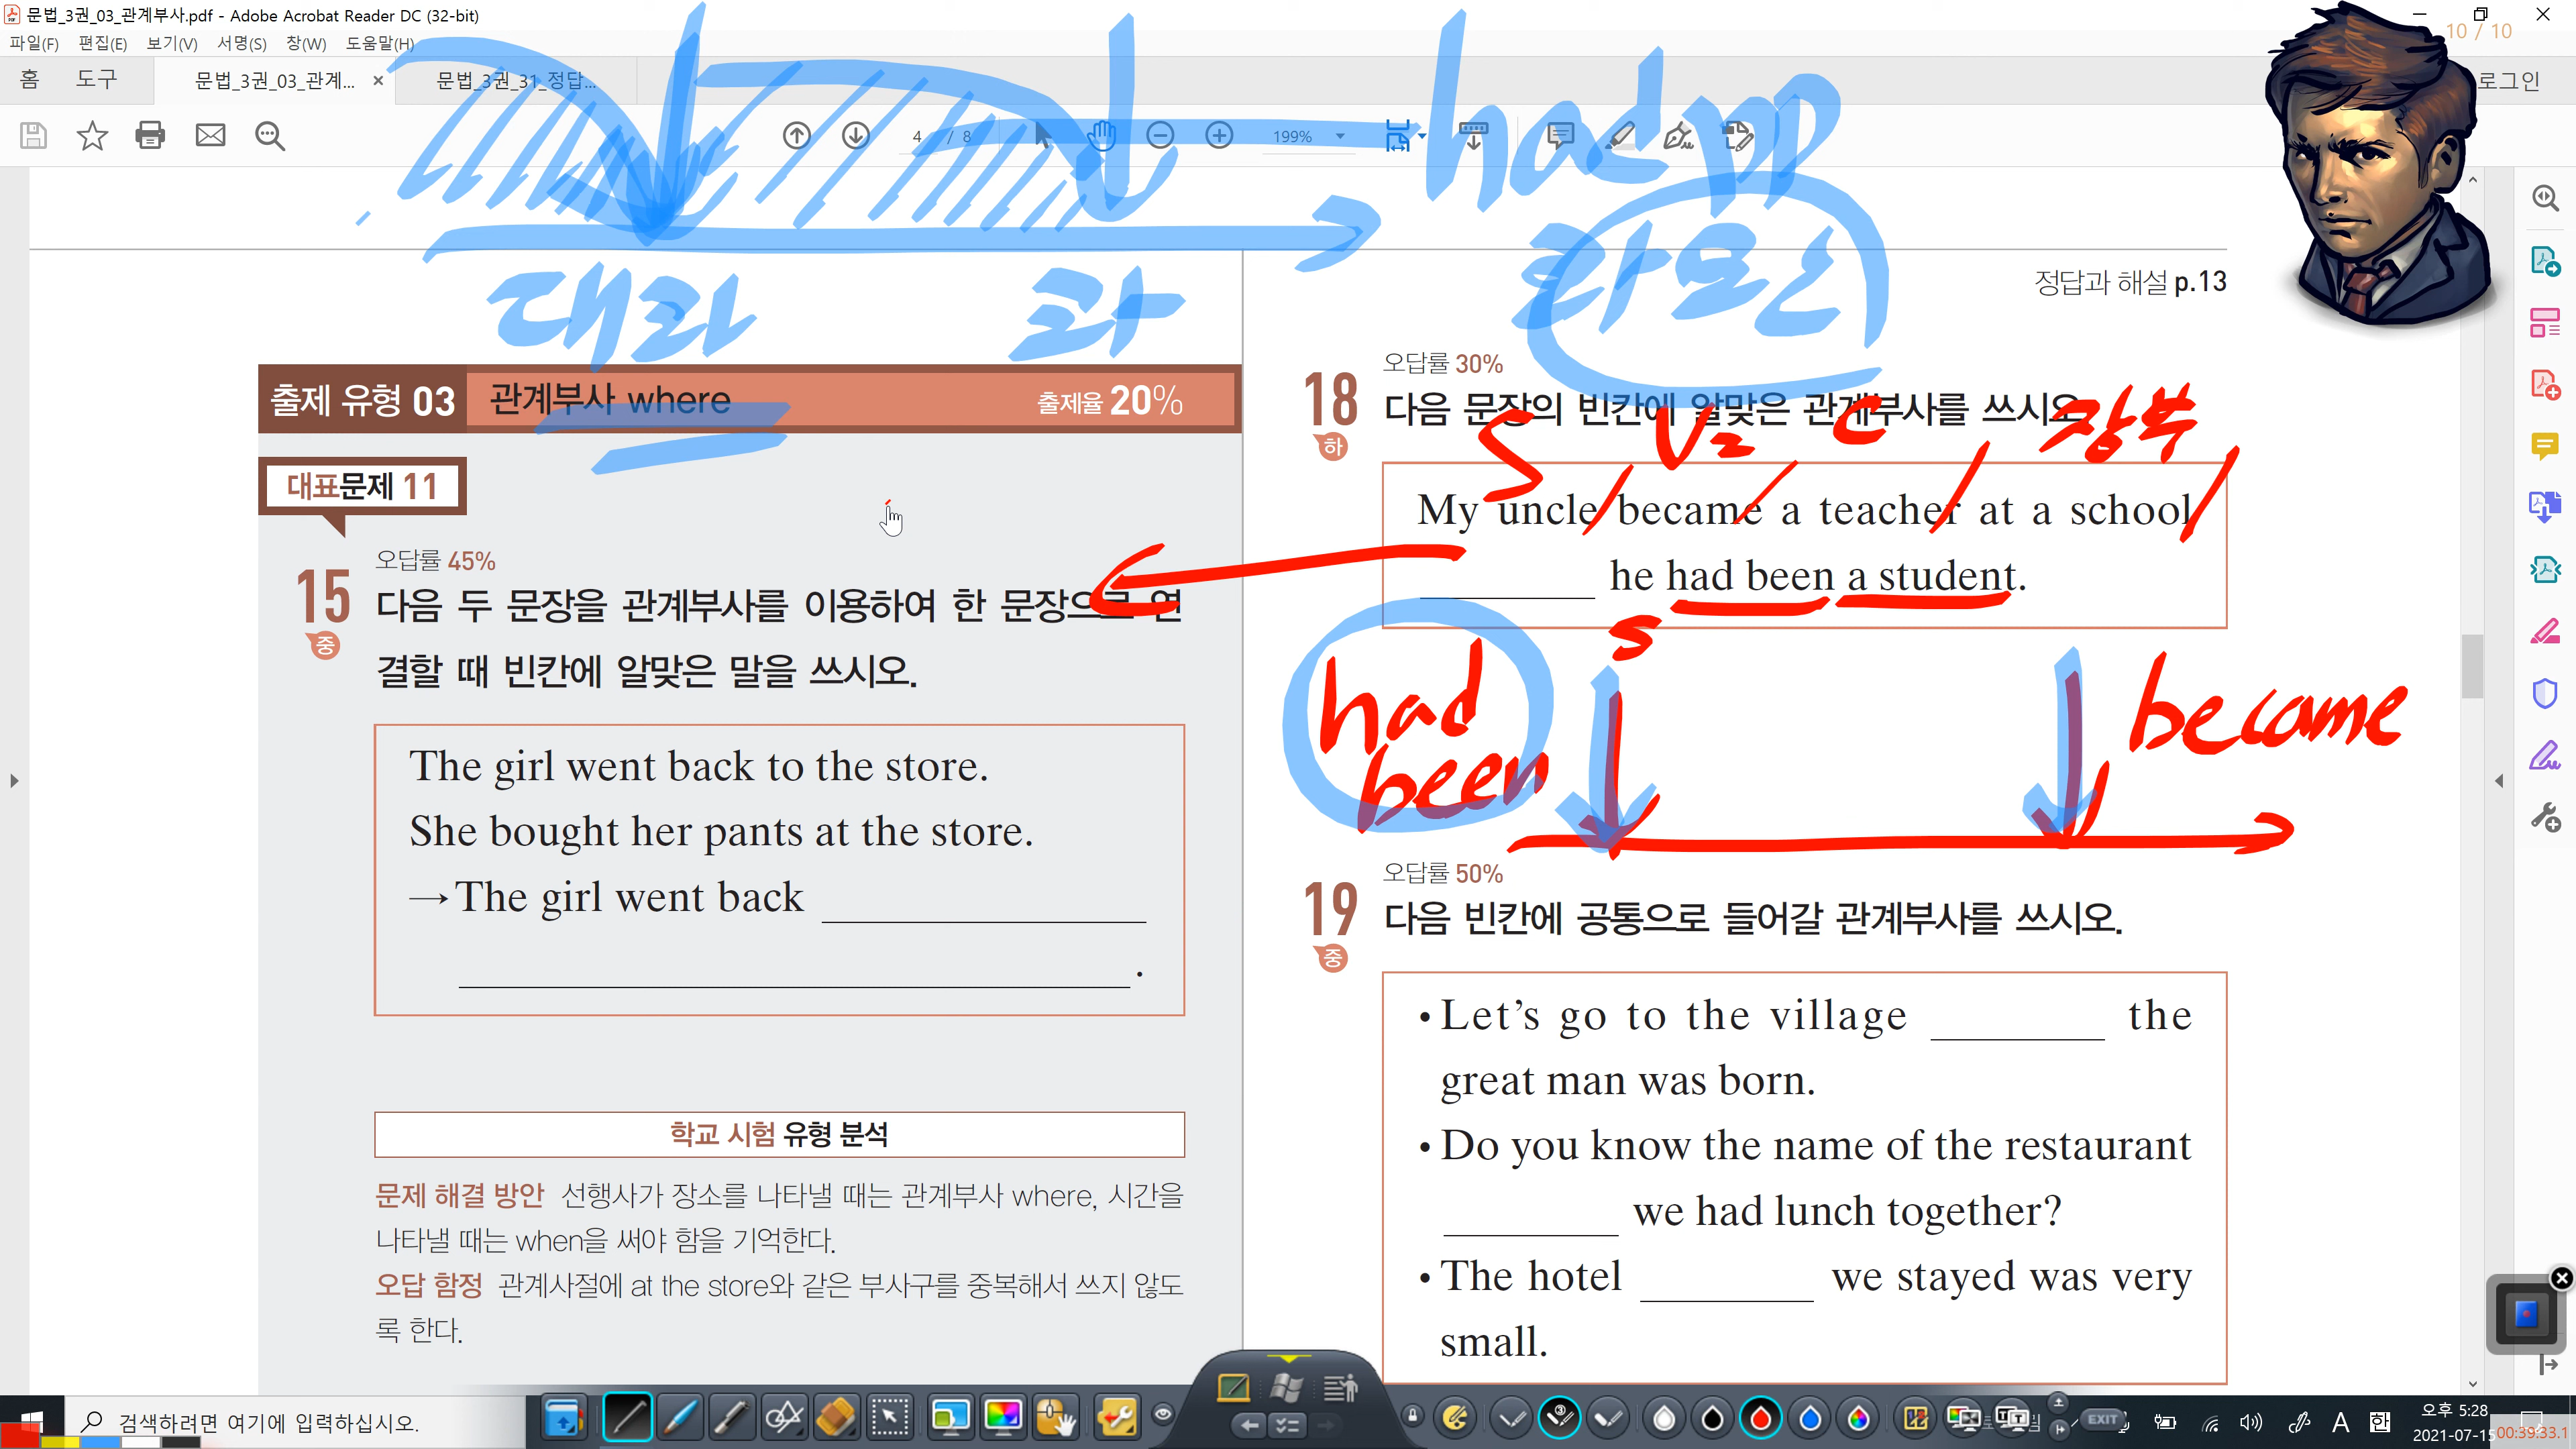 문법_3권_03_관계부사.pdf - Adobe Acrobat Reader DC (32-bit)
10 / 10
파일(F) 편집(E) 보기(V) 서명(S) 창(W) 도움말(H)
홈 도구 문법_3권_03_관계... × 문법_3권_31_정답... 로그인
4 / 8 199%
had pp
대과 과
정답과 해설 p.13
출제 유형 03 관계부사 where 출제율 20%
대표문제 11
오답률 45%
15 다음 두 문장을 관계부사를 이용하여 한 문장으로 연
중
결할 때 빈칸에 알맞은 말을 쓰시오.
The girl went back to the store.
She bought her pants at the store.
→ The girl went back
.
학교 시험 유형 분석
문제 해결 방안 선행사가 장소를 나타낼 때는 관계부사 where, 시간을
나타낼 때는 when을 써야 함을 기억한다.
오답 함정 관계사절에 at the store와 같은 부사구를 중복해서 쓰지 않도
록 한다.
오답률 30%
18 다음 문장의 빈칸에 알맞은 관계부사를 쓰시오.
하
S V2 C 장부
My uncle became a teacher at a school
he had been a student.
S
had
been
became
오답률 50%
19 다음 빈칸에 공통으로 들어갈 관계부사를 쓰시오.
중
• Let's go to the village the
great man was born.
• Do you know the name of the restaurant
we had lunch together?
• The hotel we stayed was very
small.
검색하려면 여기에 입력하십시오.
EXIT
A 한
오후 5:28
2021-07-15
00:39:33.1